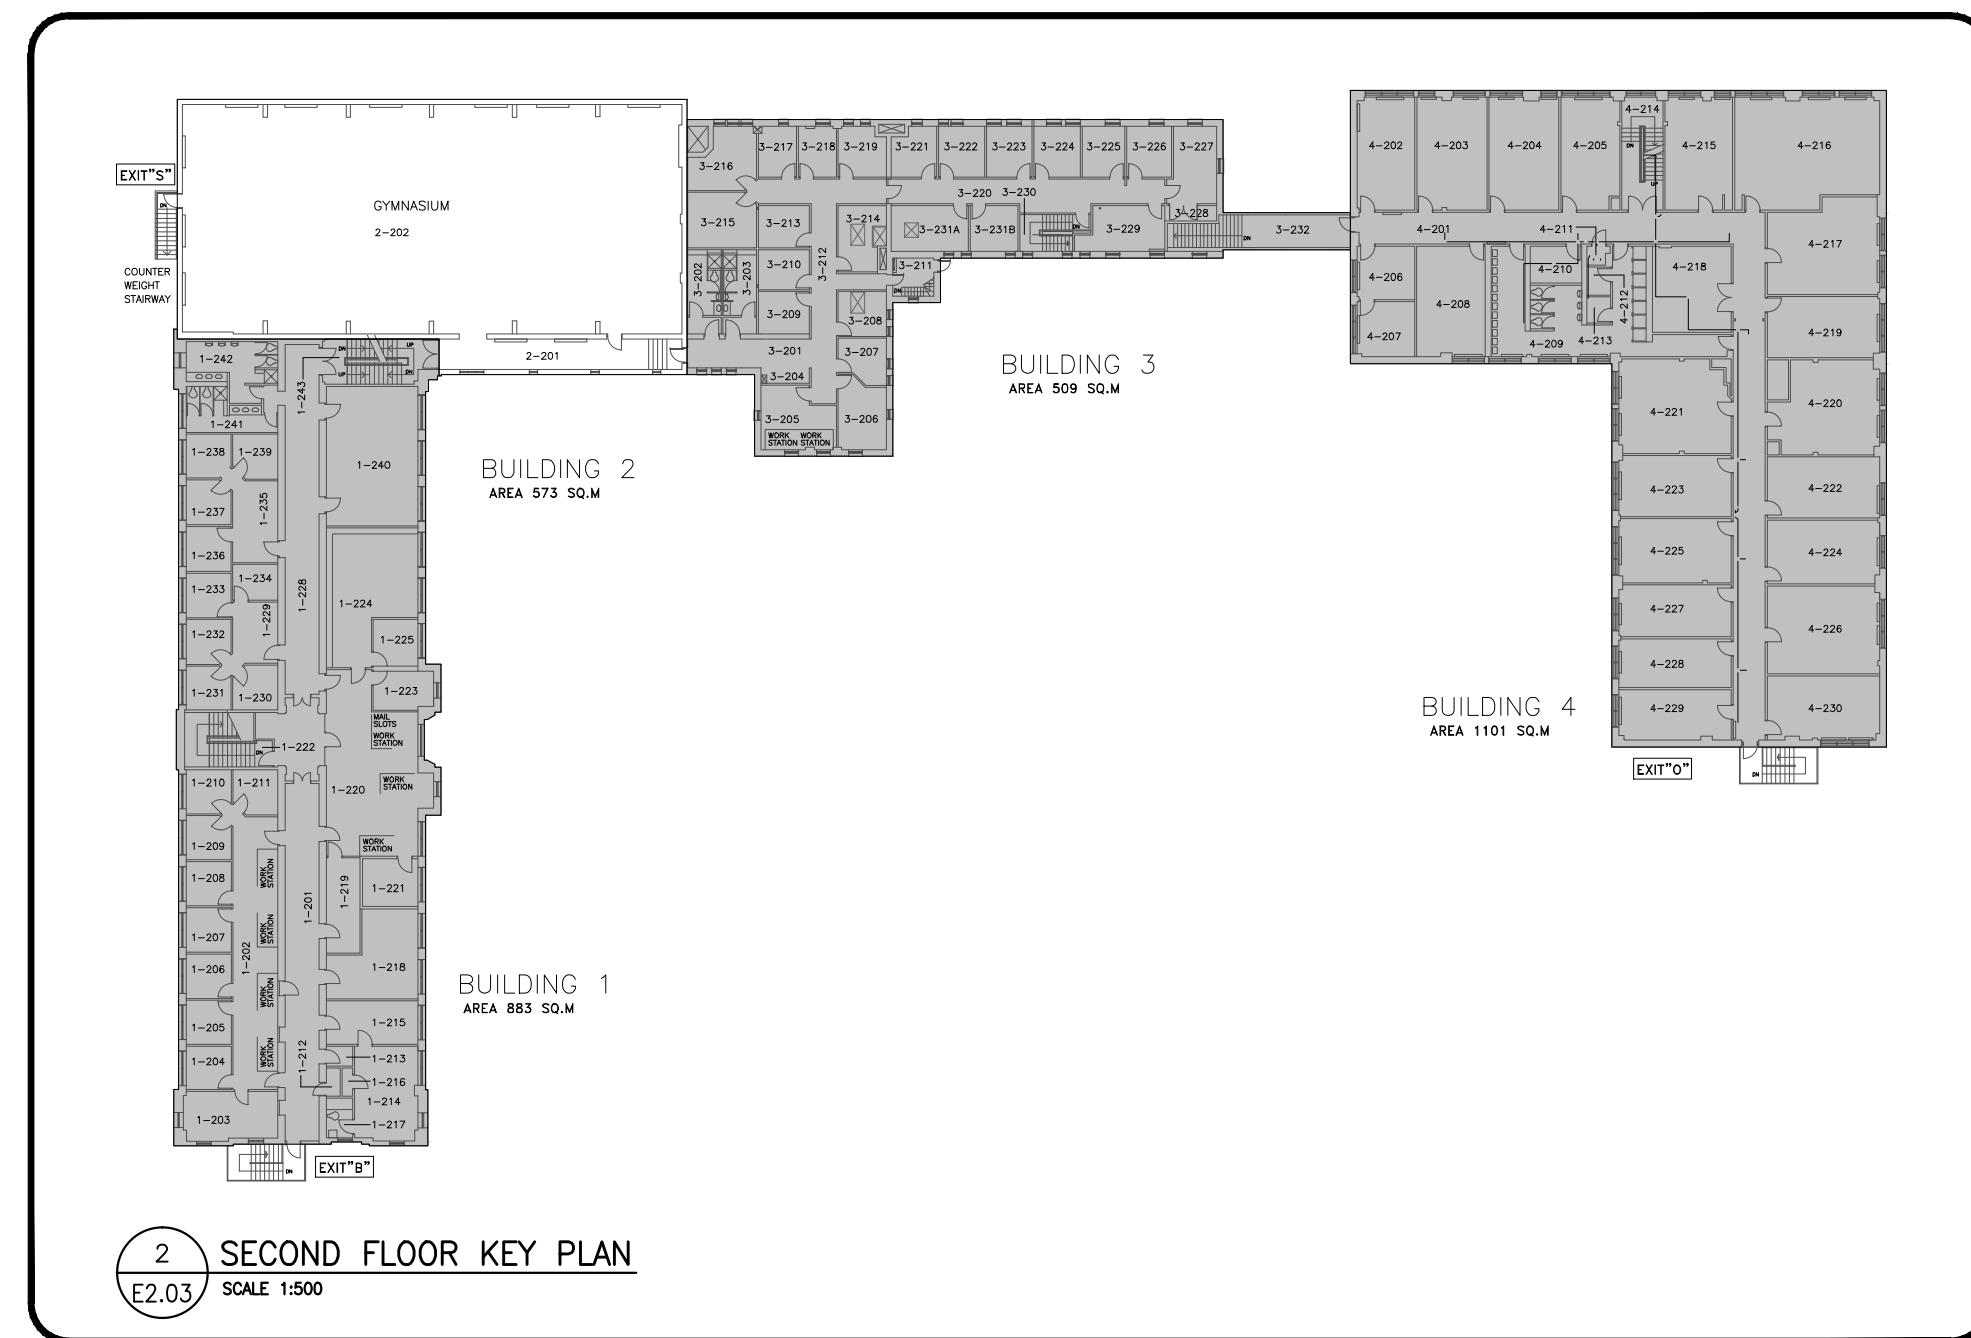 EXIT"S"
GYMNASIUM
2-202
DN
COUNTER
WEIGHT
STAIRWAY
2-201
BUILDING 2
AREA 573 SQ.M
3-216
3-217
3-218
3-219
3-221
3-222
3-223
3-224
3-225
3-226
3-227
3-220
3-230
3-215
3-213
3-214
3-231A
3-231B
3-229
3-228
DN
DN
3-232
3-212
3-202
3-203
3-210
3-211
DN
3-209
3-208
3-201
3-207
3-204
3-205
3-206
WORK
STATION
WORK
STATION
BUILDING 3
AREA 509 SQ.M
4-202
4-203
4-204
4-205
4-214
DN
UP
4-215
4-216
4-201
4-211
4-217
4-206
4-208
4-210
4-212
4-218
4-207
4-209
4-213
4-219
4-221
4-220
4-223
4-222
4-225
4-224
4-227
4-226
4-228
4-229
4-230
BUILDING 4
AREA 1101 SQ.M
EXIT"O"
DN
1-242
1-243
DN
UP
UP
DN
1-241
1-238
1-239
1-240
1-237
1-235
1-236
1-234
1-233
1-228
1-224
1-229
1-232
1-225
1-231
1-230
1-223
MAIL
SLOTS
WORK
STATION
DN
1-222
1-210
1-211
1-220
WORK
STATION
1-209
WORK
STATION
1-208
WORK
STATION
1-219
1-221
1-201
1-207
WORK
STATION
1-202
1-206
1-218
WORK
STATION
1-205
1-215
1-204
WORK
STATION
1-212
1-213
1-216
1-214
1-203
1-217
DN
EXIT"B"
BUILDING 1
AREA 883 SQ.M
2
E2.03
SECOND FLOOR KEY PLAN
SCALE 1:500